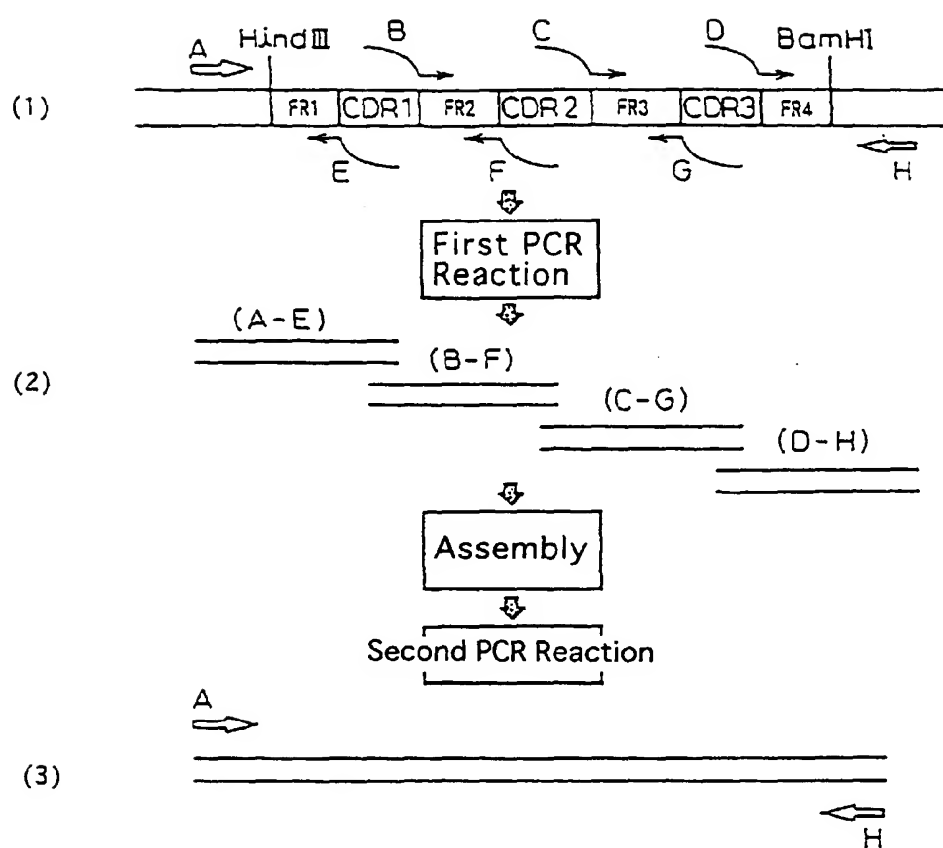 A HindⅢ B C D BamHI
(1) FR1 CDR1 FR2 CDR2 FR3 CDR3 FR4
E F G H
First PCR
Reaction
(A-E)
(2) (B-F)
(C-G)
(D-H)
Assembly
Second PCR Reaction
A
(3)
H